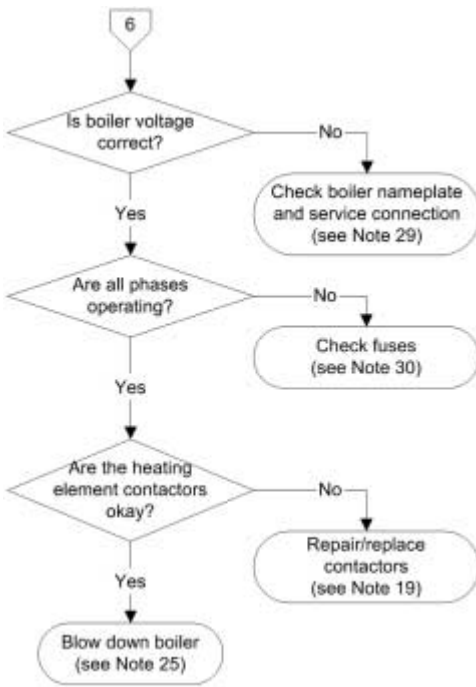 6
Is boiler voltage
correct?
No
Check boiler nameplate
and service connection
(see Note 29)
Yes
Are all phases
operating?
No
Check fuses
(see Note 30)
Yes
Are the heating
element contactors
okay?
No
Repair/replace
contactors
(see Note 19)
Yes
Blow down boiler
(see Note 25)